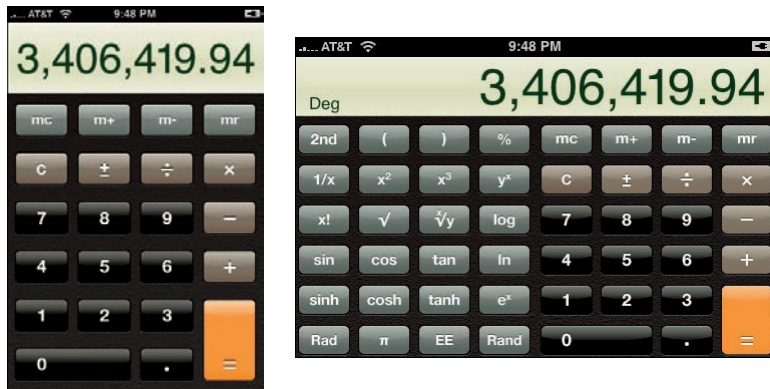 AT&T 9:48 PM
3,406,419.94
mc m+ m- mr
c ± ÷ ×
7 8 9 −
4 5 6 +
1 2 3
0 . =
AT&T 9:48 PM
Deg 3,406,419.94
2nd ( ) % mc m+ m- mr
1/x x² x³ yˣ C ± ÷ ×
x! √ ˣ√y log 7 8 9 −
sin cos tan ln 4 5 6 +
sinh cosh tanh eˣ 1 2 3
Rad π EE Rand 0 . =